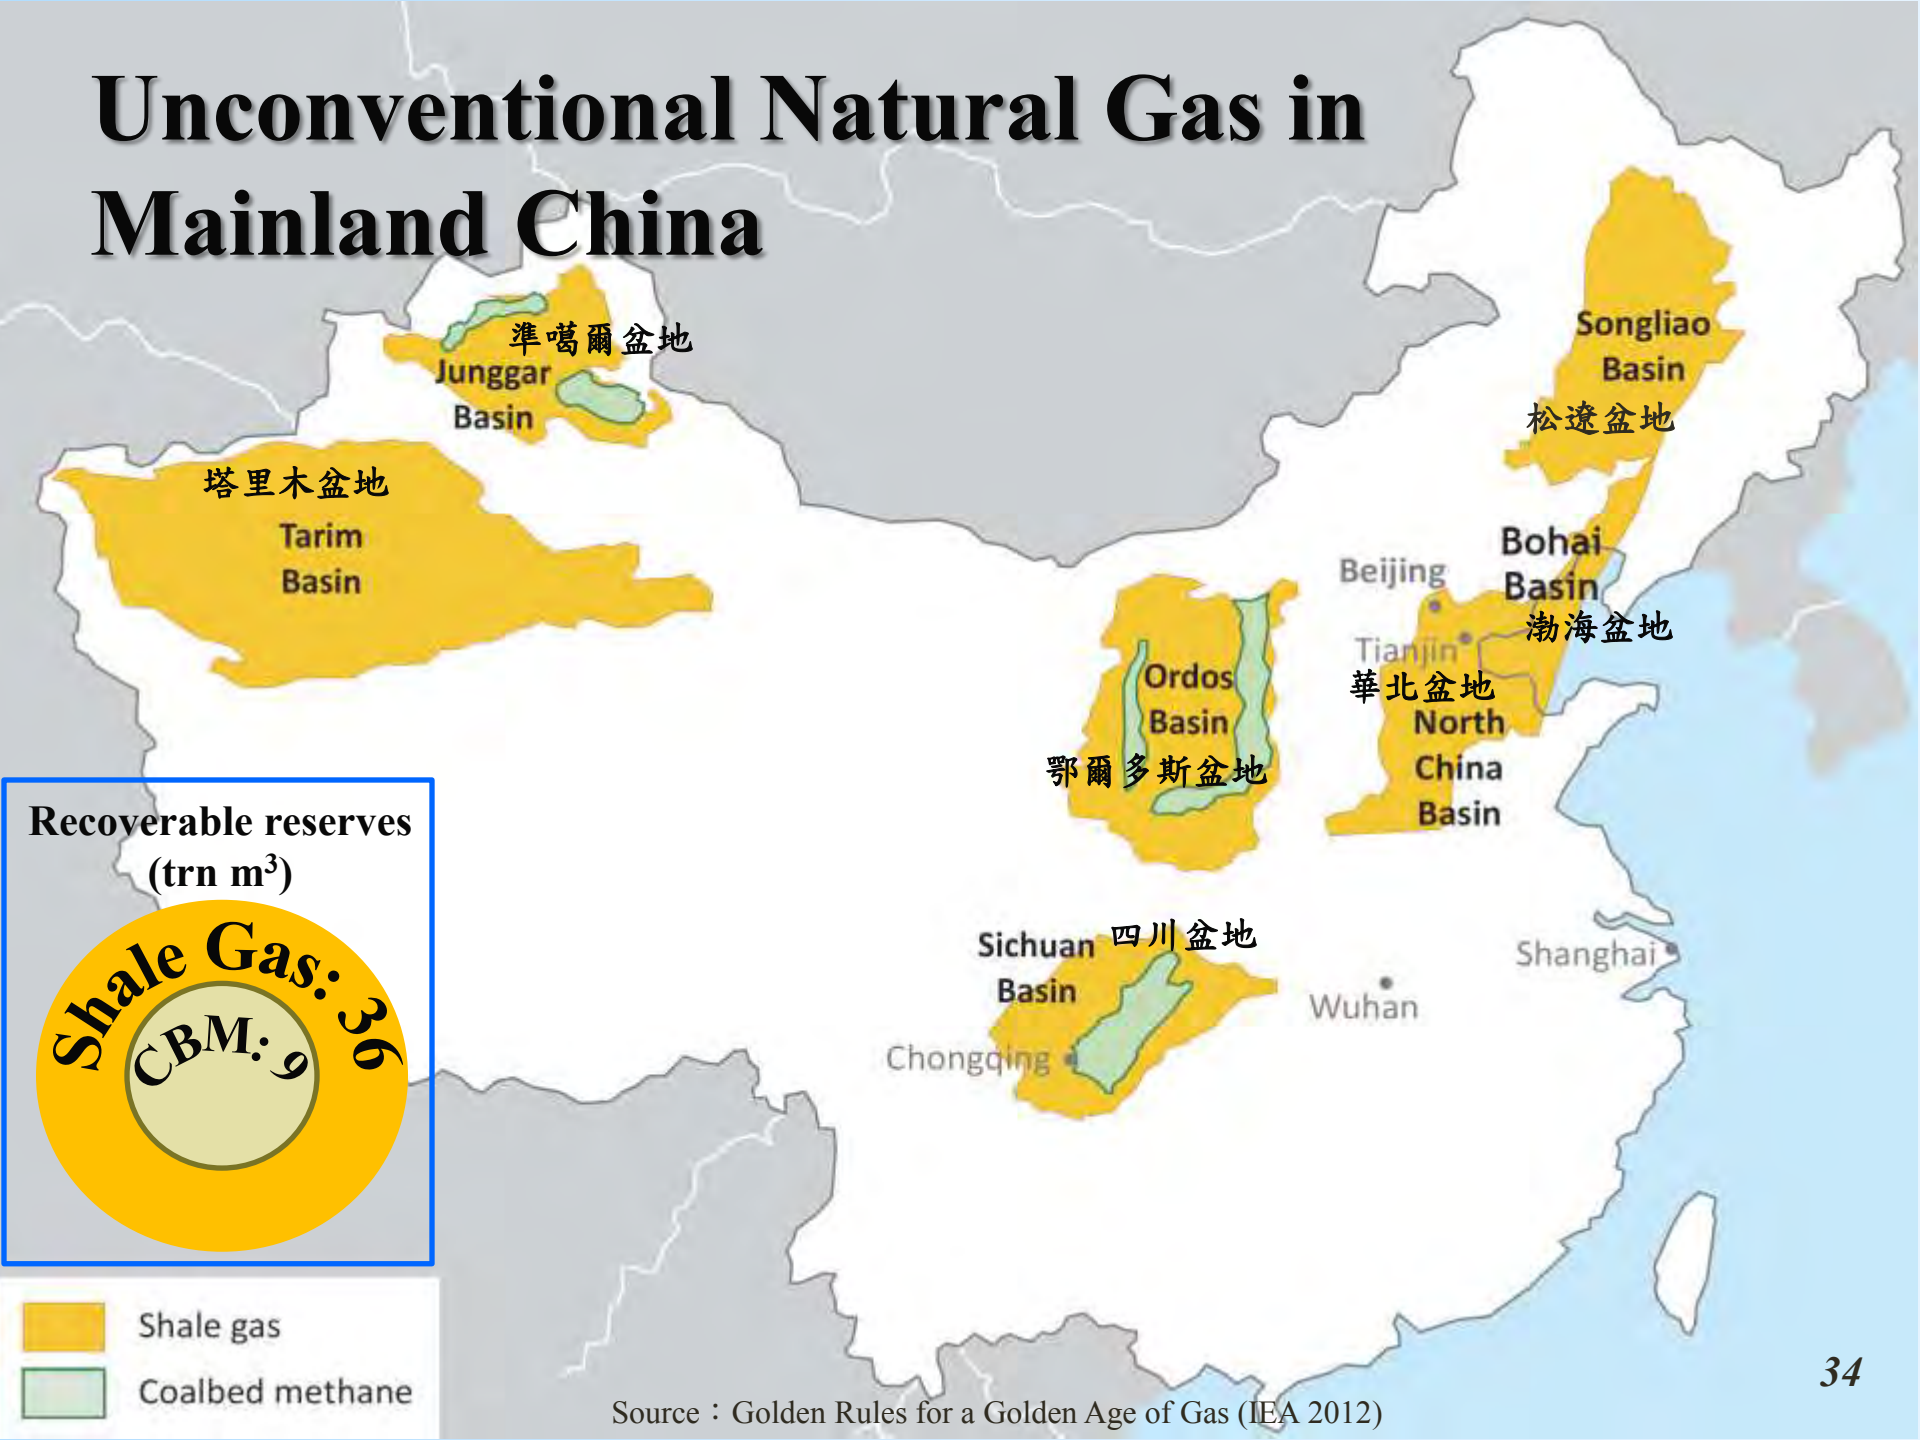 Unconventional Natural Gas in
Mainland China
準噶爾盆地
Junggar
Basin
塔里木盆地
Tarim
Basin
Songliao
Basin
松遼盆地
Bohai
Basin
渤海盆地
Beijing
Tianjin
華北盆地
North
China
Basin
Ordos
Basin
鄂爾多斯盆地
Sichuan
Basin
四川盆地
Chongqing
Wuhan
Shanghai
Recoverable reserves
(trn m³)
Shale Gas: 36
CBM: 9
Shale gas
Coalbed methane
Source：Golden Rules for a Golden Age of Gas (IEA 2012)
34